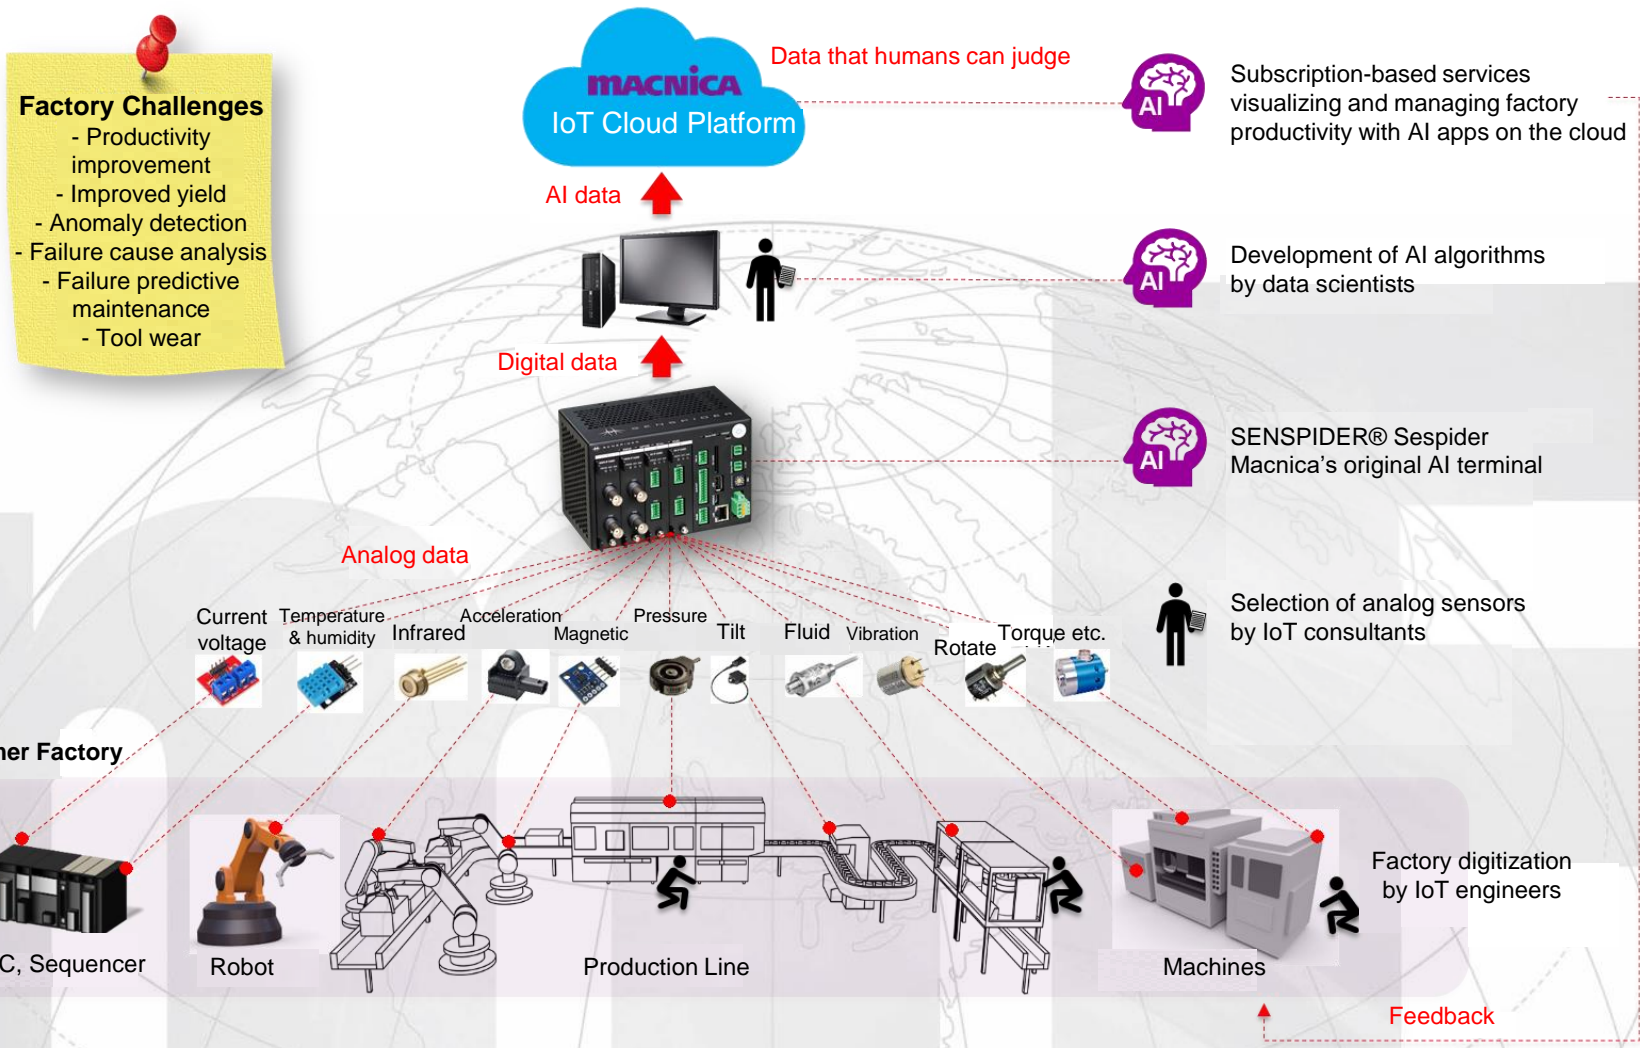 Factory Challenges
- Productivity
improvement
- Improved yield
- Anomaly detection
- Failure cause analysis
- Failure predictive
maintenance
- Tool wear
macnica
IoT Cloud Platform
Data that humans can judge
AI
Subscription-based services
visualizing and managing factory
productivity with AI apps on the cloud
AI data
AI
Development of AI algorithms
by data scientists
Digital data
SENSPIDER
AI
SENSPIDER® Sespider
Macnica's original AI terminal
Analog data
Current
voltage
Temperature
& humidity
Infrared
Acceleration
Magnetic
Pressure
Tilt
Fluid
Vibration
Rotate
Torque etc.
Selection of analog sensors
by IoT consultants
ner Factory
Factory digitization
by IoT engineers
C, Sequencer
Robot
Production Line
Machines
Feedback